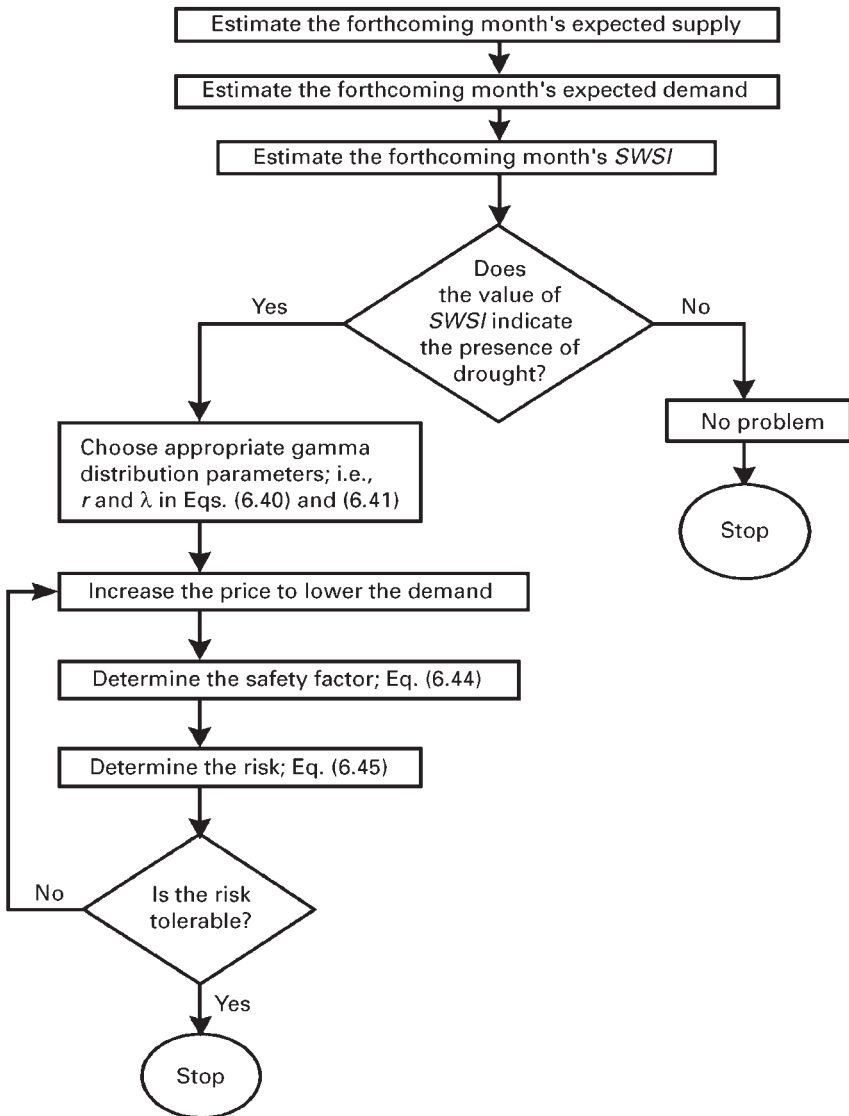 Estimate the forthcoming month's expected supply
Estimate the forthcoming month's expected demand
Estimate the forthcoming month's SWSI
Does
the value of
SWSI indicate
the presence of
drought?
Yes
No
No problem
Stop
Choose appropriate gamma
distribution parameters; i.e.,
r and λ in Eqs. (6.40) and (6.41)
Increase the price to lower the demand
Determine the safety factor; Eq. (6.44)
Determine the risk; Eq. (6.45)
Is the risk
tolerable?
No
Yes
Stop